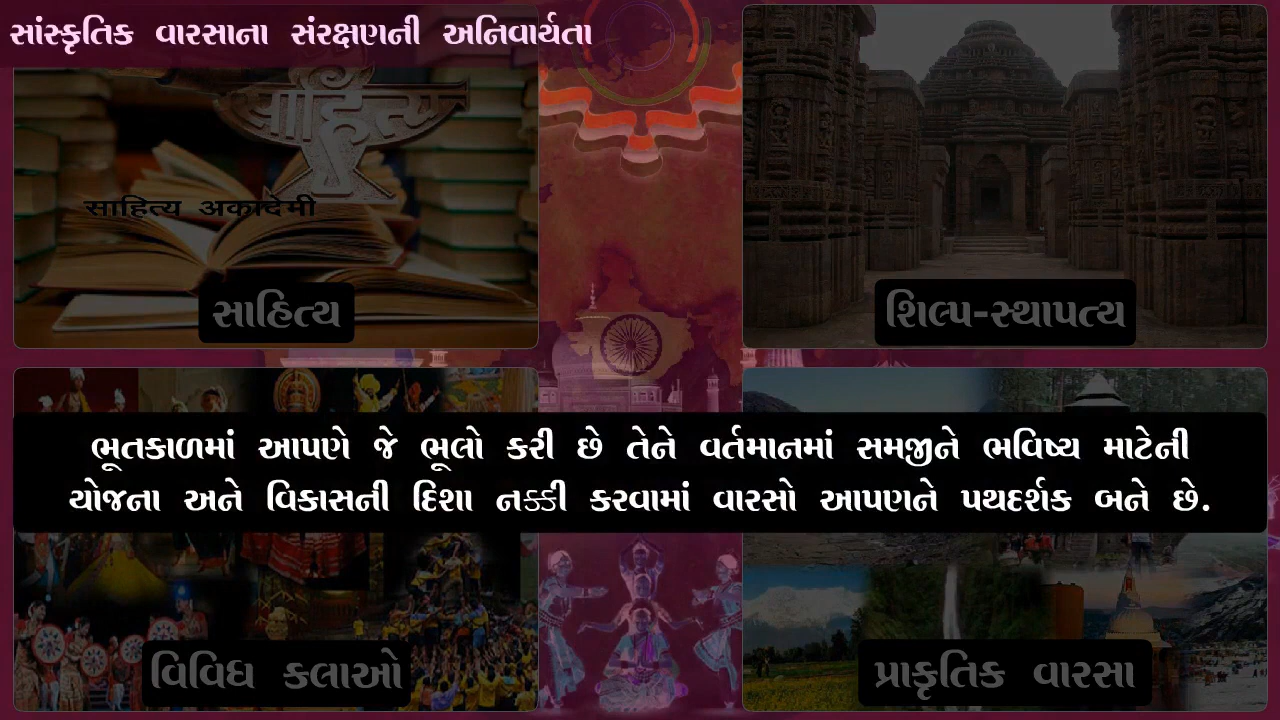 સાંસ્કૃતિક વારસાના સંરક્ષણની અનિવાર્યતા
साहित्य
साहित्य अकादेमी
સાહિત્ય
શિલ્પ-સ્થાપત્ય
ભૂતકાળમાં આપણે જે ભૂલો કરી છે તેને વર્તમાનમાં સમજીને ભવિષ્ય માટેની
યોજના અને વિકાસની દિશા નક્કી કરવામાં વારસો આપણને પથદર્શક બને છે.
વિવિધ કલાઓ
પ્રાકૃતિક વારસા